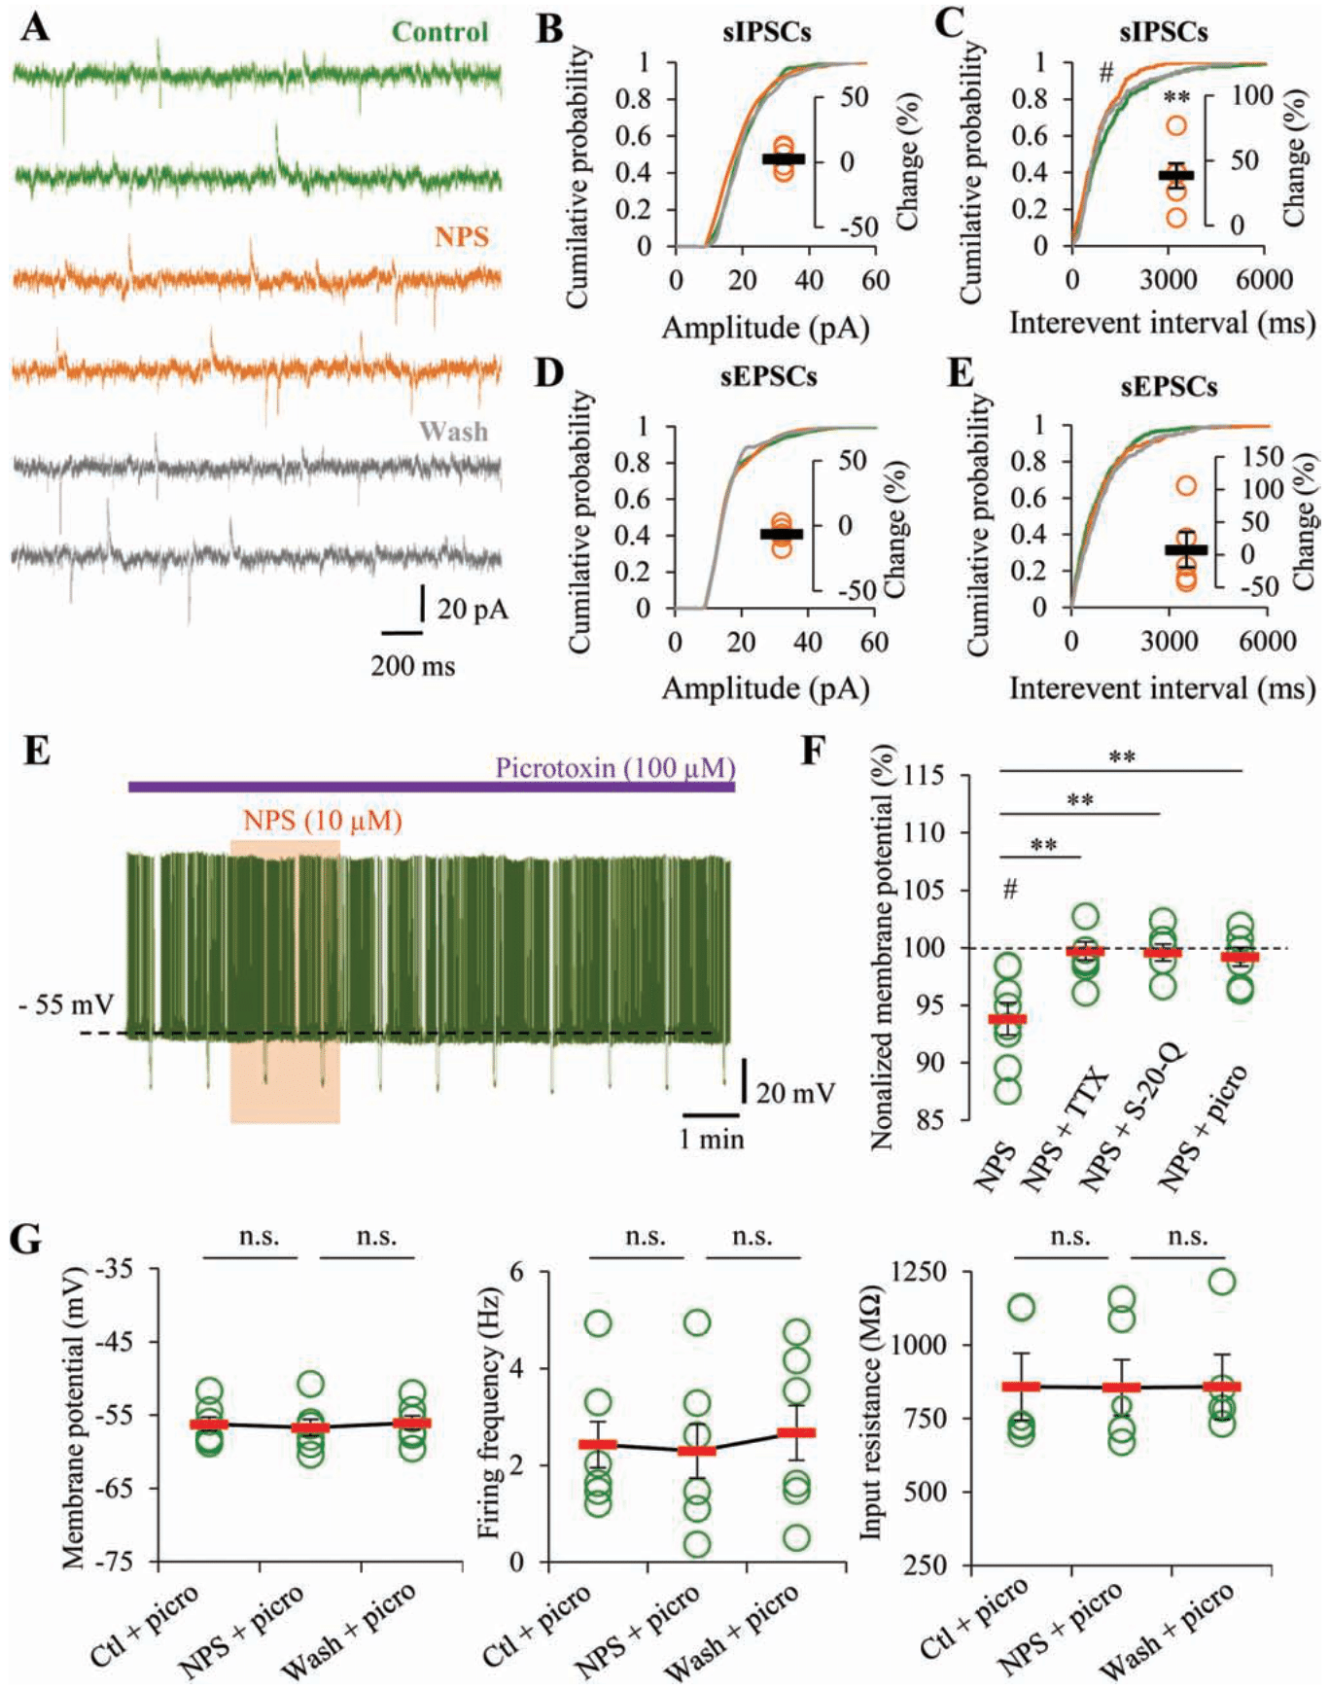 A
Control
NPS
Wash
20 pA
200 ms
B
sIPSCs
Cumilative probability
1
0.8
0.6
0.4
0.2
0
0
20
40
60
Amplitude (pA)
50
0
-50
Change (%)
C
sIPSCs
Cumilative probability
1
0.8
0.6
0.4
0.2
0
#
**
100
50
0
Change (%)
0
3000
6000
Interevent interval (ms)
D
sEPSCs
Cumilative probability
1
0.8
0.6
0.4
0.2
0
50
0
-50
Change (%)
0
20
40
60
Amplitude (pA)
E
sEPSCs
Cumilative probability
1
0.8
0.6
0.4
0.2
0
150
100
50
0
-50
Change (%)
0
3000
6000
Interevent interval (ms)
E
Picrotoxin (100 µM)
NPS (10 µM)
- 55 mV
20 mV
1 min
F
Nonalized membrane potential (%)
115
110
105
100
95
90
85
**
**
**
#
NPS
NPS + TTX
NPS + S-20-Q
NPS + picro
G
n.s.
n.s.
Membrane potential (mV)
-35
-45
-55
-65
-75
Ctl + picro
NPS + picro
Wash + picro
n.s.
n.s.
Firing frequency (Hz)
6
4
2
0
Ctl + picro
NPS + picro
Wash + picro
n.s.
n.s.
Input resistance (MΩ)
1250
1000
750
500
250
Ctl + picro
NPS + picro
Wash + picro